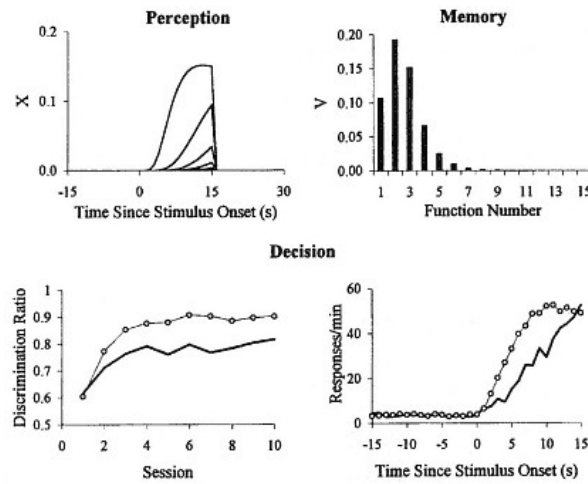 Perception
0.2
0.1
0.0
X
-15 0 15 30
Time Since Stimulus Onset (s)
Memory
0.20
0.15
0.10
0.05
0.00
V
1 3 5 7 9 11 13 15
Function Number
Decision
1
0.9
0.8
0.7
0.6
0.5
Discrimination Ratio
0 2 4 6 8 10
Session
60
40
20
0
Responses/min
-15 -10 -5 0 5 10 15
Time Since Stimulus Onset (s)